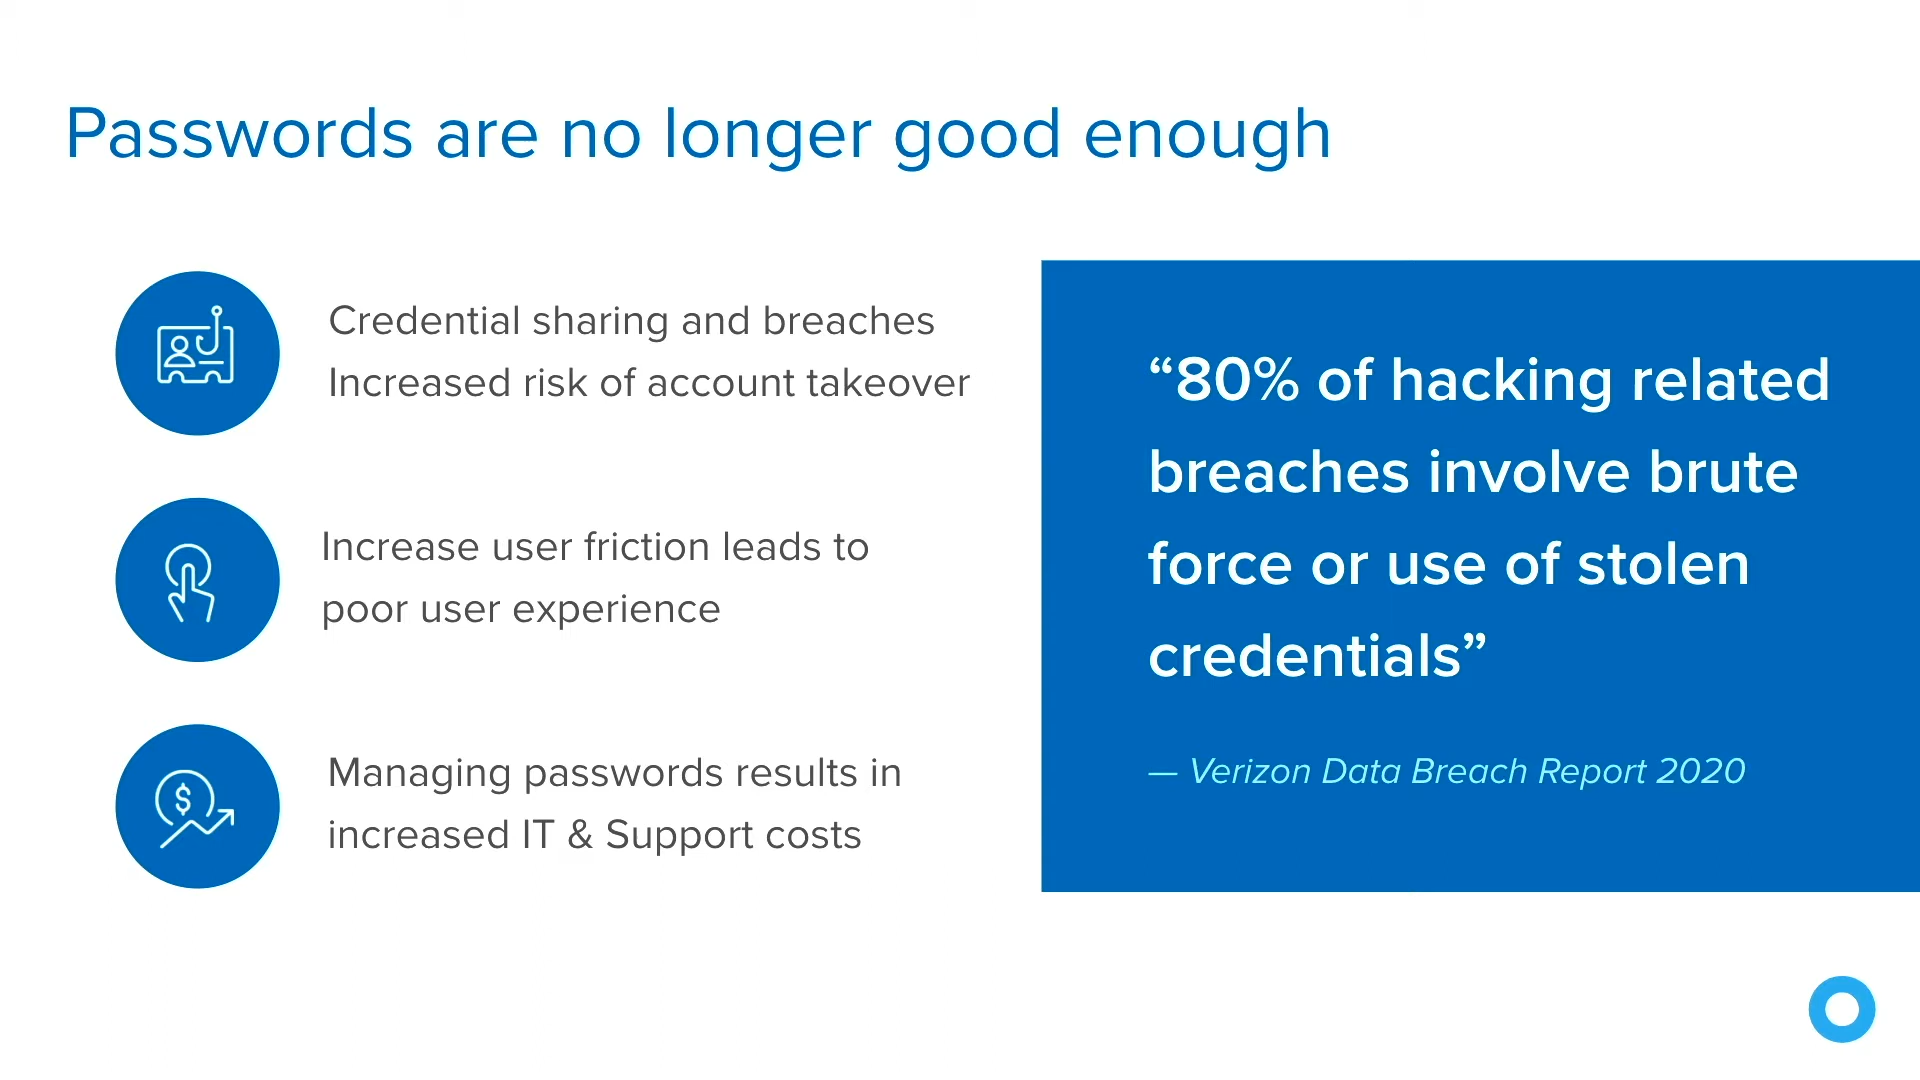 Passwords are no longer good enough
Credential sharing and breaches
Increased risk of account takeover
Increase user friction leads to
poor user experience
Managing passwords results in
increased IT & Support costs
“80% of hacking related
breaches involve brute
force or use of stolen
credentials”
— Verizon Data Breach Report 2020